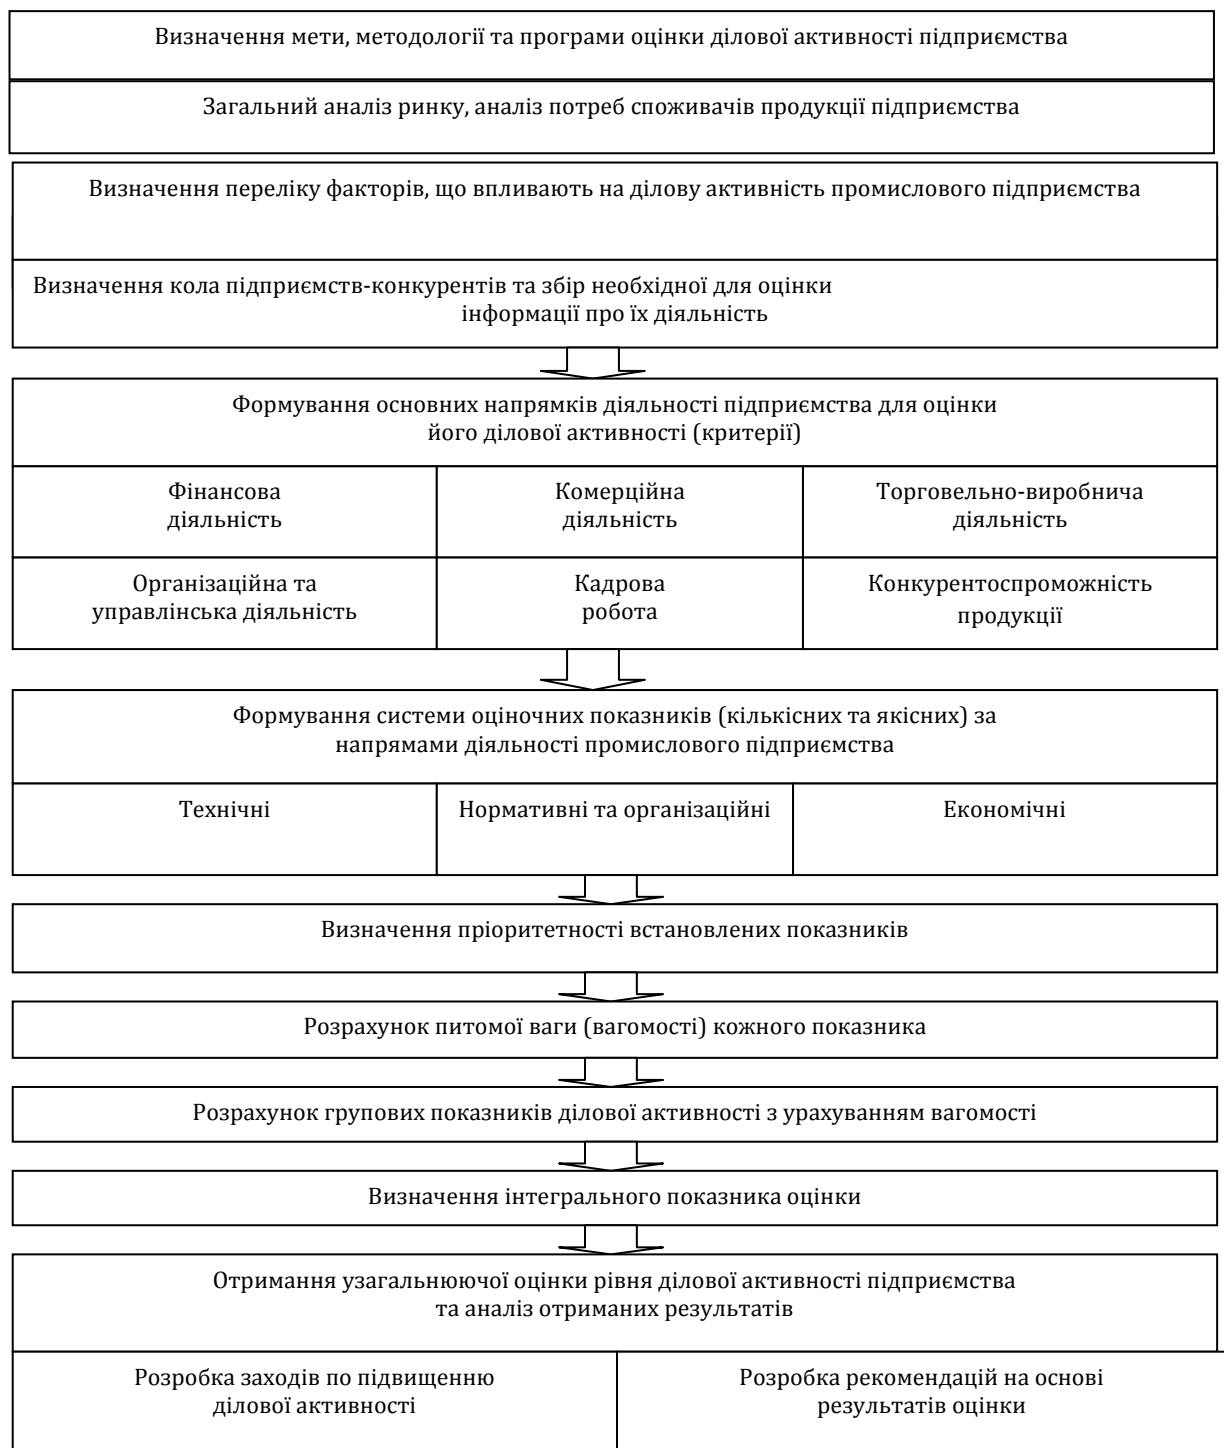 Визначення мети, методології та програми оцінки ділової активності підприємства
Загальний аналіз ринку, аналіз потреб споживачів продукції підприємства
Визначення переліку факторів, що впливають на ділову активність промислового підприємства
Визначення кола підприємств-конкурентів та збір необхідної для оцінки
інформації про їх діяльність
Формування основних напрямків діяльності підприємства для оцінки
його ділової активності (критерії)
Фінансова
діяльність
Комерційна
діяльність
Торговельно-виробнича
діяльність
Організаційна та
управлінська діяльність
Кадрова
робота
Конкурентоспроможність
продукції
Формування системи оціночних показників (кількісних та якісних) за
напрямами діяльності промислового підприємства
Технічні
Нормативні та організаційні
Економічні
Визначення пріоритетності встановлених показників
Розрахунок питомої ваги (вагомості) кожного показника
Розрахунок групових показників ділової активності з урахуванням вагомості
Визначення інтегрального показника оцінки
Отримання узагальнюючої оцінки рівня ділової активності підприємства
та аналіз отриманих результатів
Розробка заходів по підвищенню
ділової активності
Розробка рекомендацій на основі
результатів оцінки